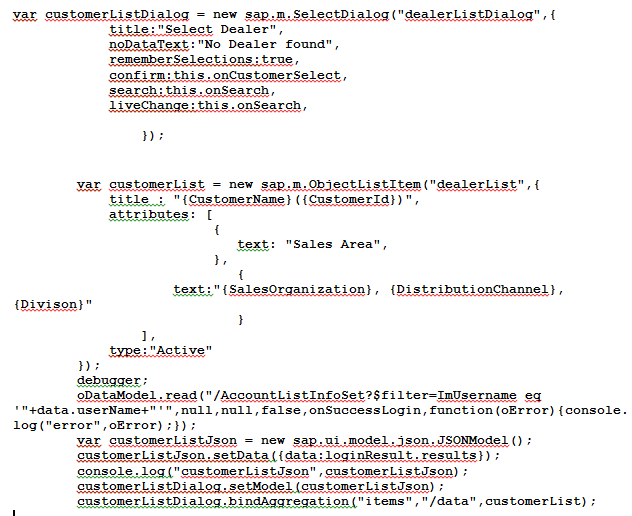 var customerListDialog = new sap.m.SelectDialog("dealerListDialog",{
title:"Select Dealer",
noDataText:"No Dealer found",
rememberSelections:true,
confirm:this.onCustomerSelect,
search:this.onSearch,
liveChange:this.onSearch,
});
var customerList = new sap.m.ObjectListItem("dealerList",{
title : "{CustomerName}({CustomerId})",
attributes: [
{
text: "Sales Area",
},
{
text:"{SalesOrganization}, {DistributionChannel},
{Divison}"
}
],
type:"Active"
});
debugger;
oDataModel.read("/AccountListInfoSet?$filter=ImUsername eq
'"+data.userName+"'",null,null,false,onSuccessLogin,function(oError){console.
log("error",oError);});
var customerListJson = new sap.ui.model.json.JSONModel();
customerListJson.setData({data:loginResult.results});
console.log("customerListJson",customerListJson);
customerListDialog.setModel(customerListJson);
customerListDialog.bindAggregation("items","/data",customerList);